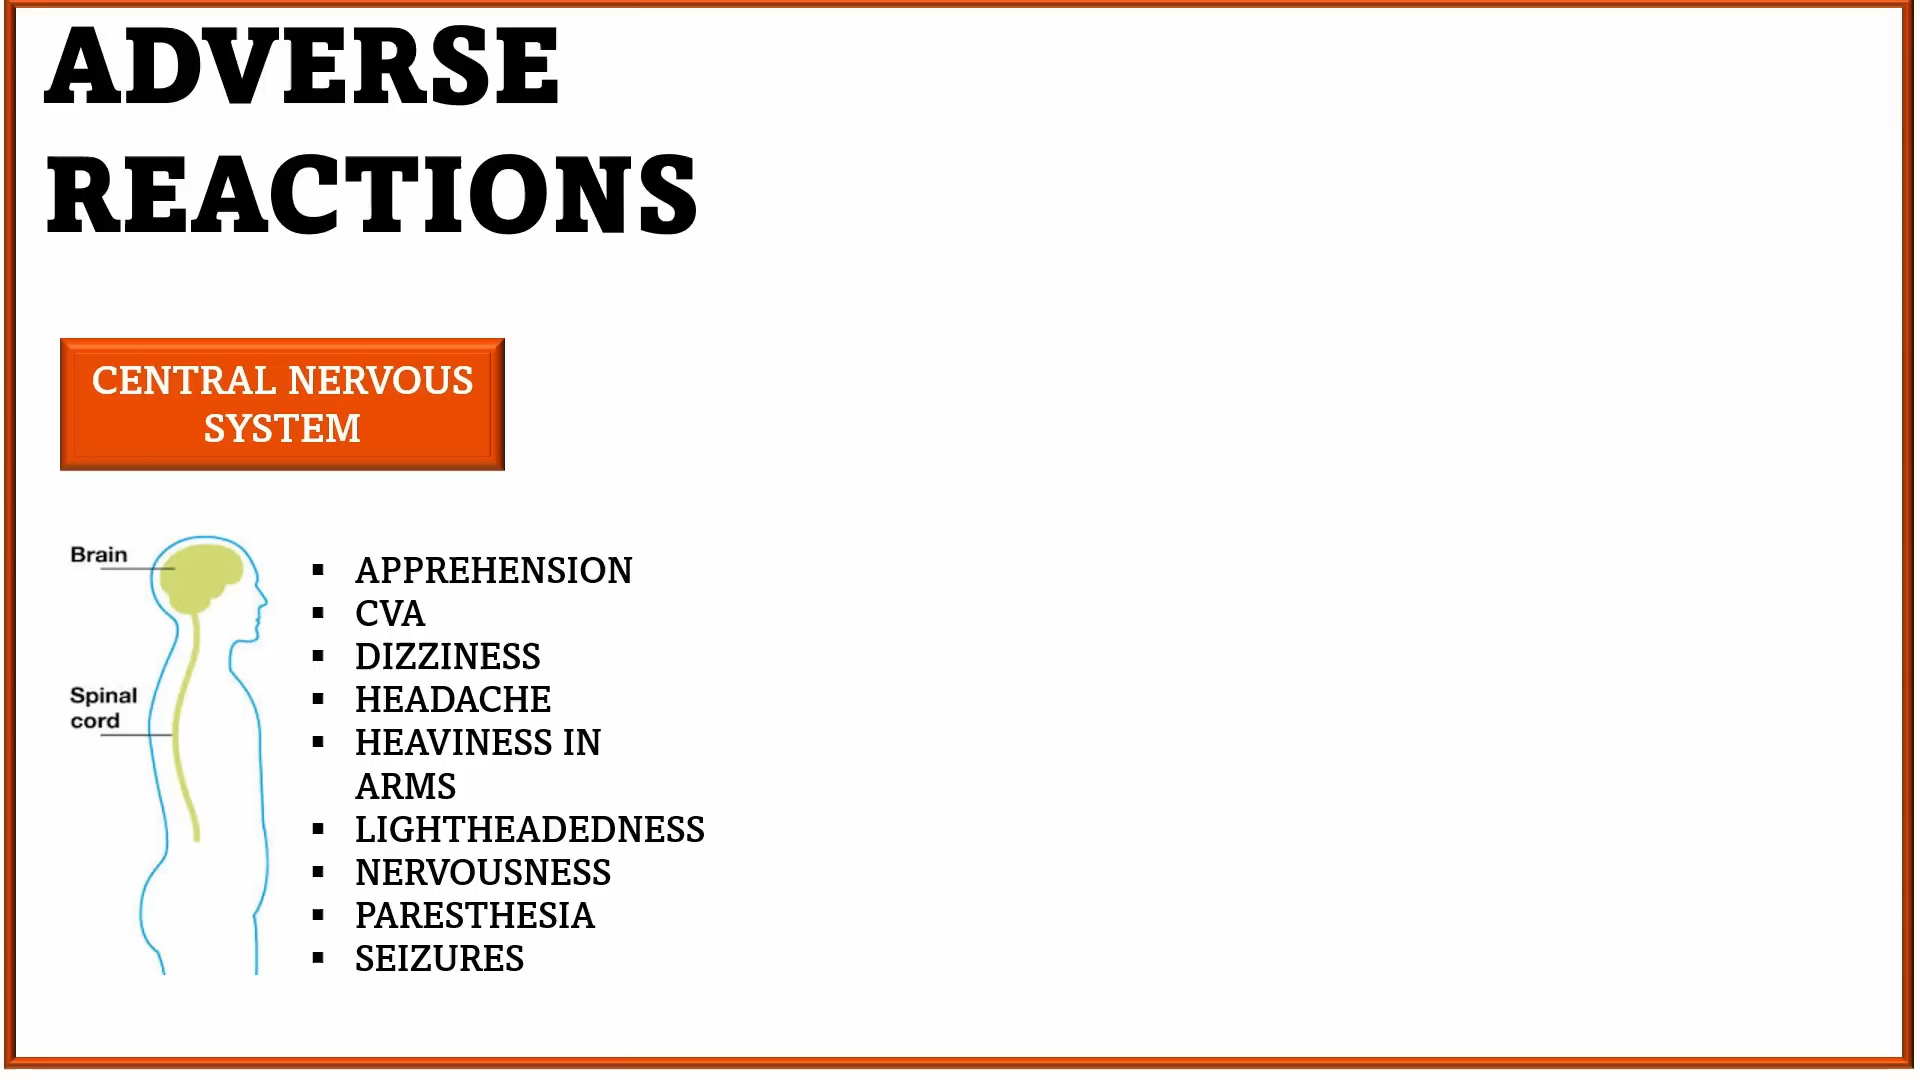 ADVERSE
REACTIONS
CENTRAL NERVOUS
SYSTEM
Brain
Spinal
cord
▪ APPREHENSION
▪ CVA
▪ DIZZINESS
▪ HEADACHE
▪ HEAVINESS IN
ARMS
▪ LIGHTHEADEDNESS
▪ NERVOUSNESS
▪ PARESTHESIA
▪ SEIZURES